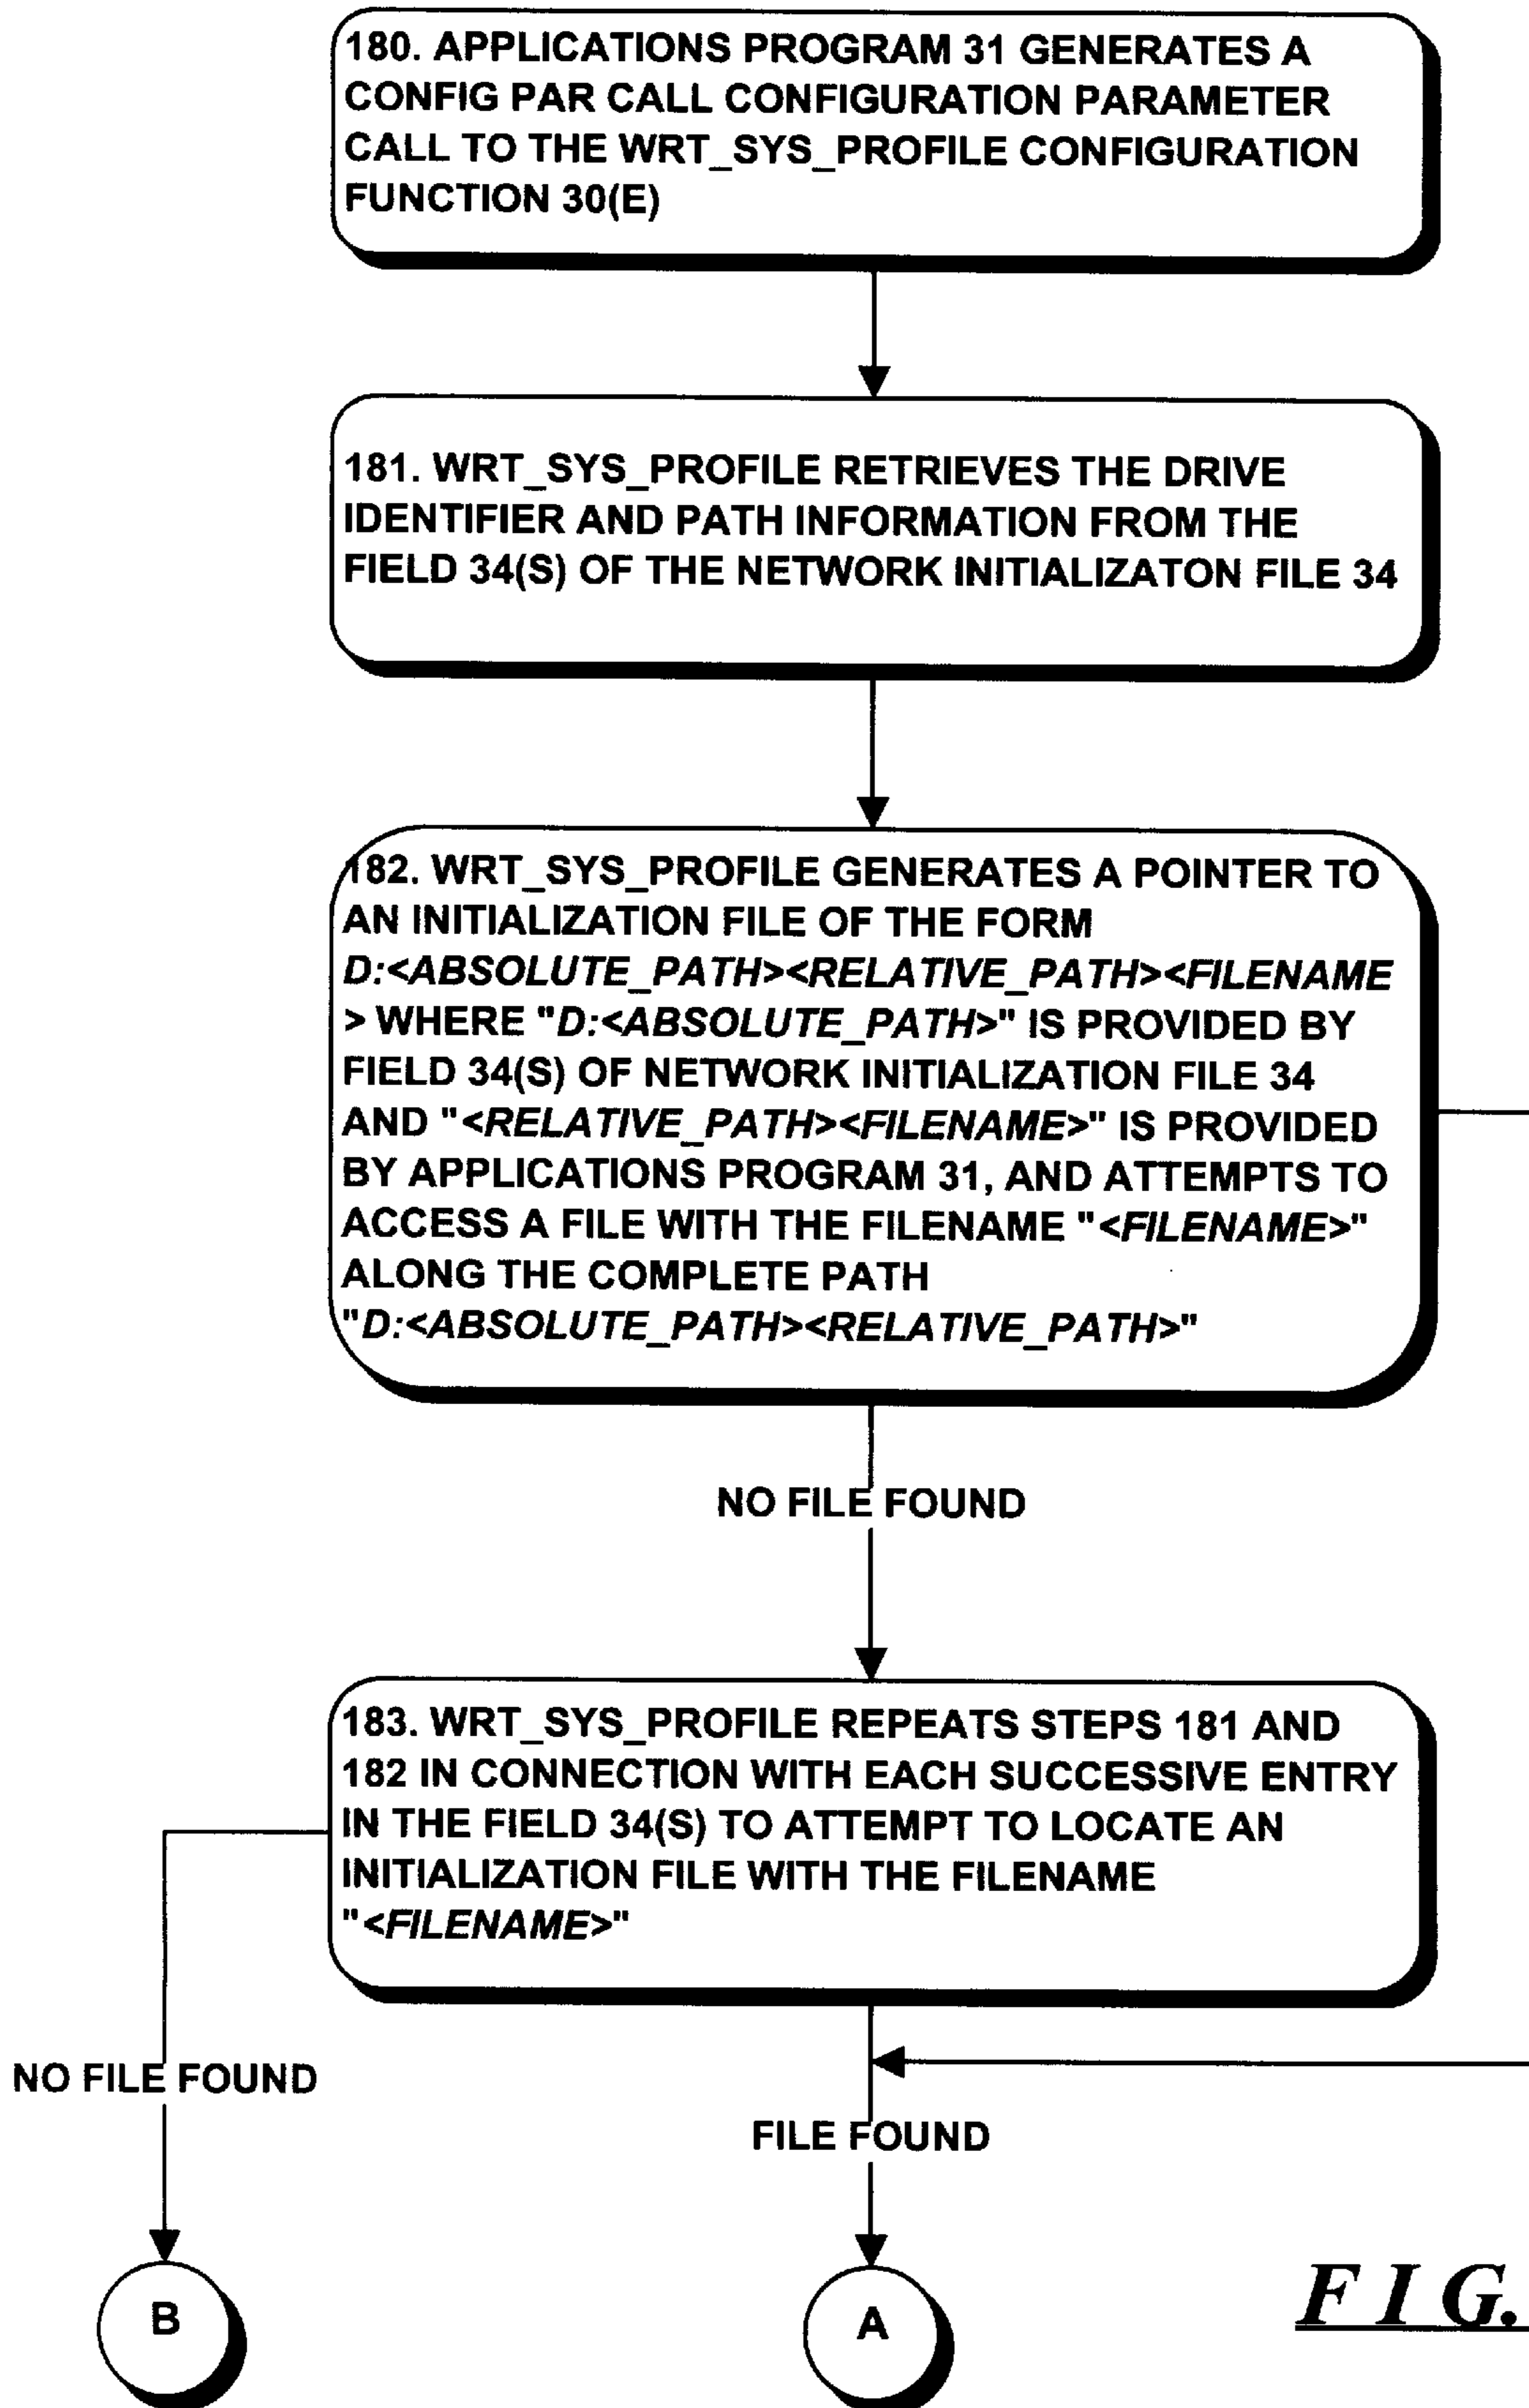 180. APPLICATIONS PROGRAM 31 GENERATES A
CONFIG PAR CALL CONFIGURATION PARAMETER
CALL TO THE WRT_SYS_PROFILE CONFIGURATION
FUNCTION 30(E)
181. WRT_SYS_PROFILE RETRIEVES THE DRIVE
IDENTIFIER AND PATH INFORMATION FROM THE
FIELD 34(S) OF THE NETWORK INITIALIZATON FILE 34
182. WRT_SYS_PROFILE GENERATES A POINTER TO
AN INITIALIZATION FILE OF THE FORM
D:<ABSOLUTE_PATH><RELATIVE_PATH><FILENAME
> WHERE "D:<ABSOLUTE_PATH>" IS PROVIDED BY
FIELD 34(S) OF NETWORK INITIALIZATION FILE 34
AND "<RELATIVE_PATH><FILENAME>" IS PROVIDED
BY APPLICATIONS PROGRAM 31, AND ATTEMPTS TO
ACCESS A FILE WITH THE FILENAME "<FILENAME>"
ALONG THE COMPLETE PATH
"D:<ABSOLUTE_PATH><RELATIVE_PATH>"
NO FILE FOUND
183. WRT_SYS_PROFILE REPEATS STEPS 181 AND
182 IN CONNECTION WITH EACH SUCCESSIVE ENTRY
IN THE FIELD 34(S) TO ATTEMPT TO LOCATE AN
INITIALIZATION FILE WITH THE FILENAME
"<FILENAME>"
NO FILE FOUND
FILE FOUND
B
A
FIG.